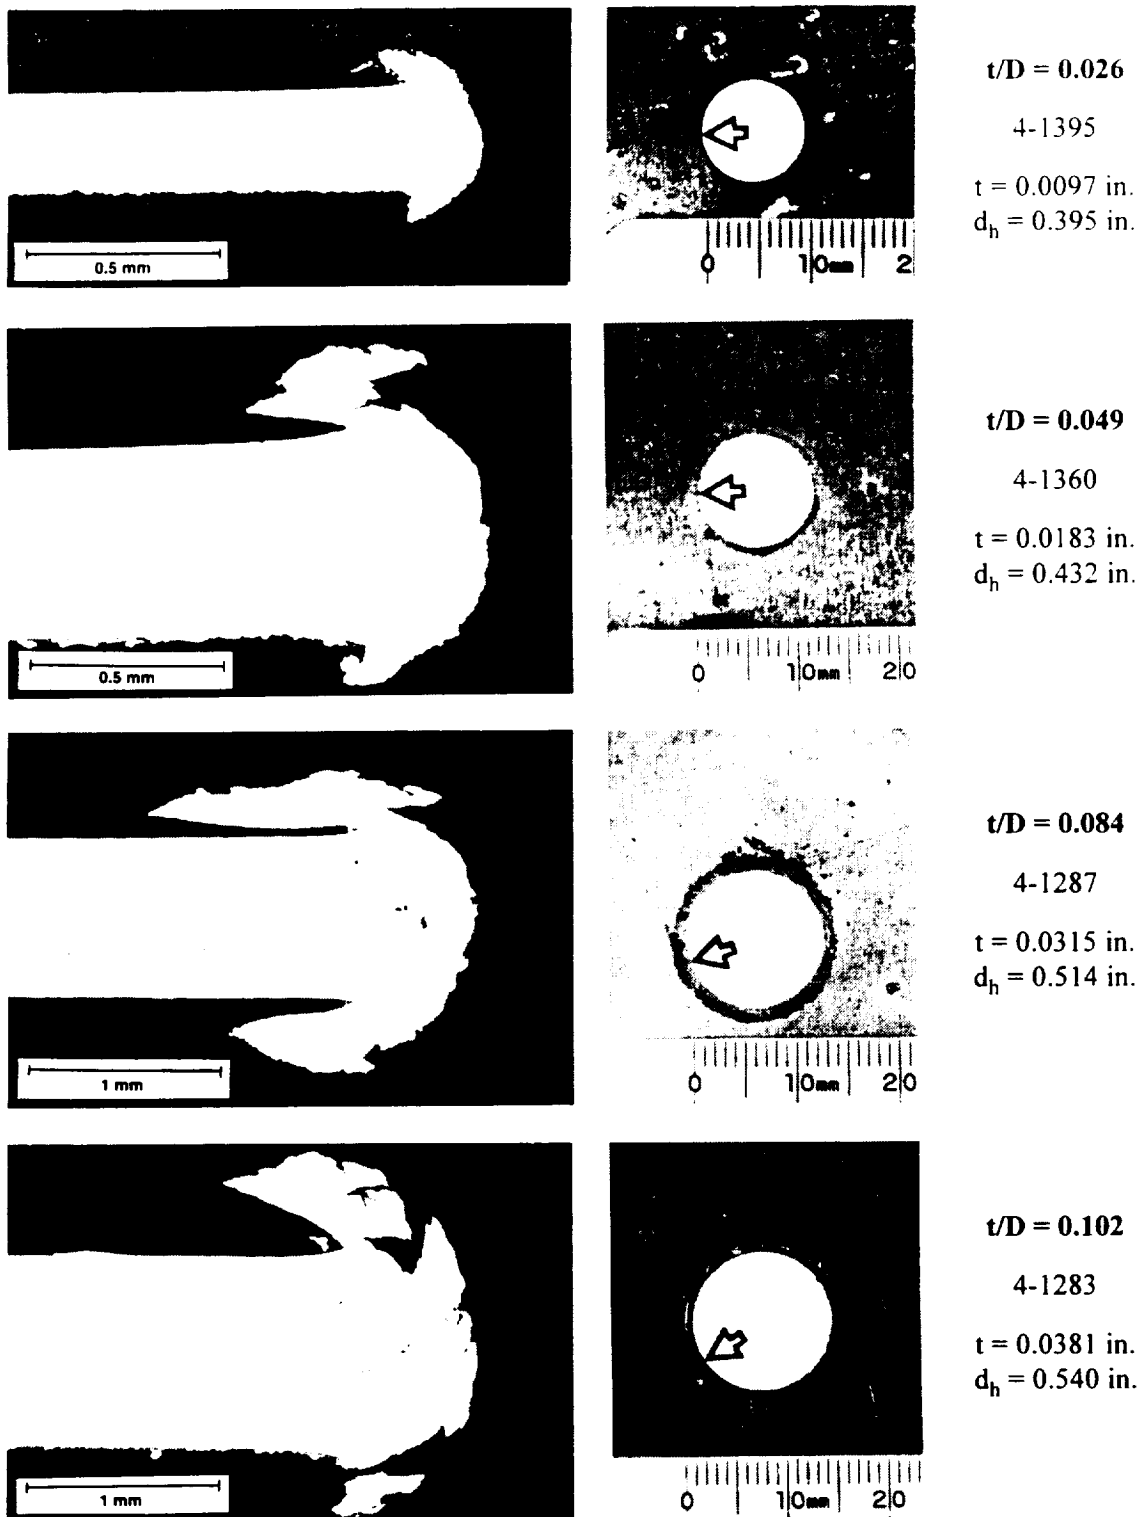 t/D = 0.026
4-1395
t = 0.0097 in.
d_h = 0.395 in.
0.5 mm
0 10mm 2
t/D = 0.049
4-1360
t = 0.0183 in.
d_h = 0.432 in.
0.5 mm
0 10mm 20
t/D = 0.084
4-1287
t = 0.0315 in.
d_h = 0.514 in.
1 mm
0 10mm 20
t/D = 0.102
4-1283
t = 0.0381 in.
d_h = 0.540 in.
1 mm
0 10mm 20